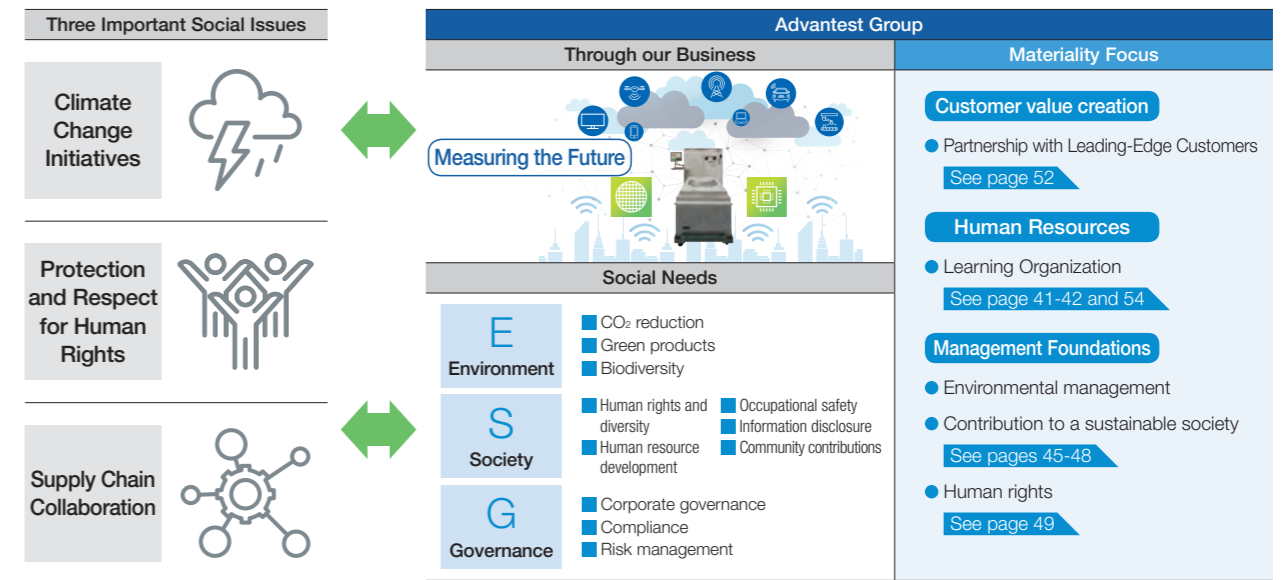 Three Important Social Issues
Climate
Change
Initiatives
Protection
and Respect
for Human
Rights
Supply Chain
Collaboration
Advantest Group
Through our Business
Measuring the Future
Social Needs
E
Environment
CO₂ reduction
Green products
Biodiversity
S
Society
Human rights and
diversity
Human resource
development
Occupational safety
Information disclosure
Community contributions
G
Governance
Corporate governance
Compliance
Risk management
Materiality Focus
Customer value creation
Partnership with Leading-Edge Customers
See page 52
Human Resources
Learning Organization
See page 41-42 and 54
Management Foundations
Environmental management
Contribution to a sustainable society
See pages 45-48
Human rights
See page 49